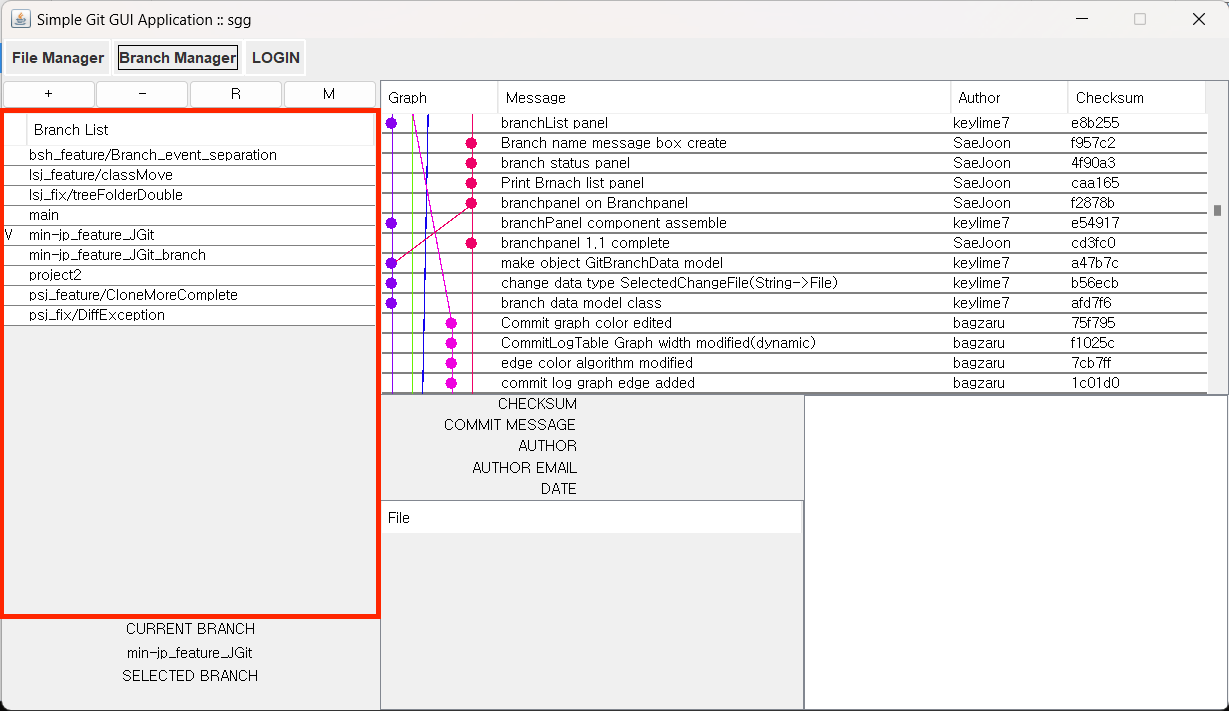 Simple Git GUI Application :: sgg
File Manager Branch Manager LOGIN
+ - R M
Branch List
bsh_feature/Branch_event_separation
lsj_feature/classMove
lsj_fix/treeFolderDouble
main
V min-jp_feature_JGit
min-jp_feature_JGit_branch
project2
psj_feature/CloneMoreComplete
psj_fix/DiffException
CURRENT BRANCH
min-jp_feature_JGit
SELECTED BRANCH
Graph Message Author Checksum
branchList panel keylime7 e8b255
Branch name message box create SaeJoon f957c2
branch status panel SaeJoon 4f90a3
Print Brnach list panel SaeJoon caa165
branchpanel on Branchpanel SaeJoon f2878b
branchPanel component assemble keylime7 e54917
branchpanel 1,1 complete SaeJoon cd3fc0
make object GitBranchData model keylime7 a47b7c
change data type SelectedChangeFile(String->File) keylime7 b56ecb
branch data model class keylime7 afd7f6
Commit graph color edited bagzaru 75f795
CommitLogTable Graph width modified(dynamic) bagzaru f1025c
edge color algorithm modified bagzaru 7cb7ff
commit log graph edge added bagzaru 1c01d0
CHECKSUM
COMMIT MESSAGE
AUTHOR
AUTHOR EMAIL
DATE
File